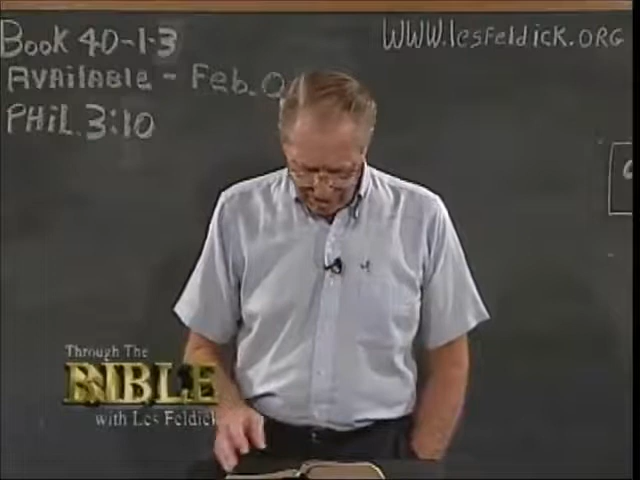 Book 40-1-3
Available - Feb.
PHiL. 3:10
WWW.lesfeldick.ORG
Through The
BIBLE
with Les Feldick